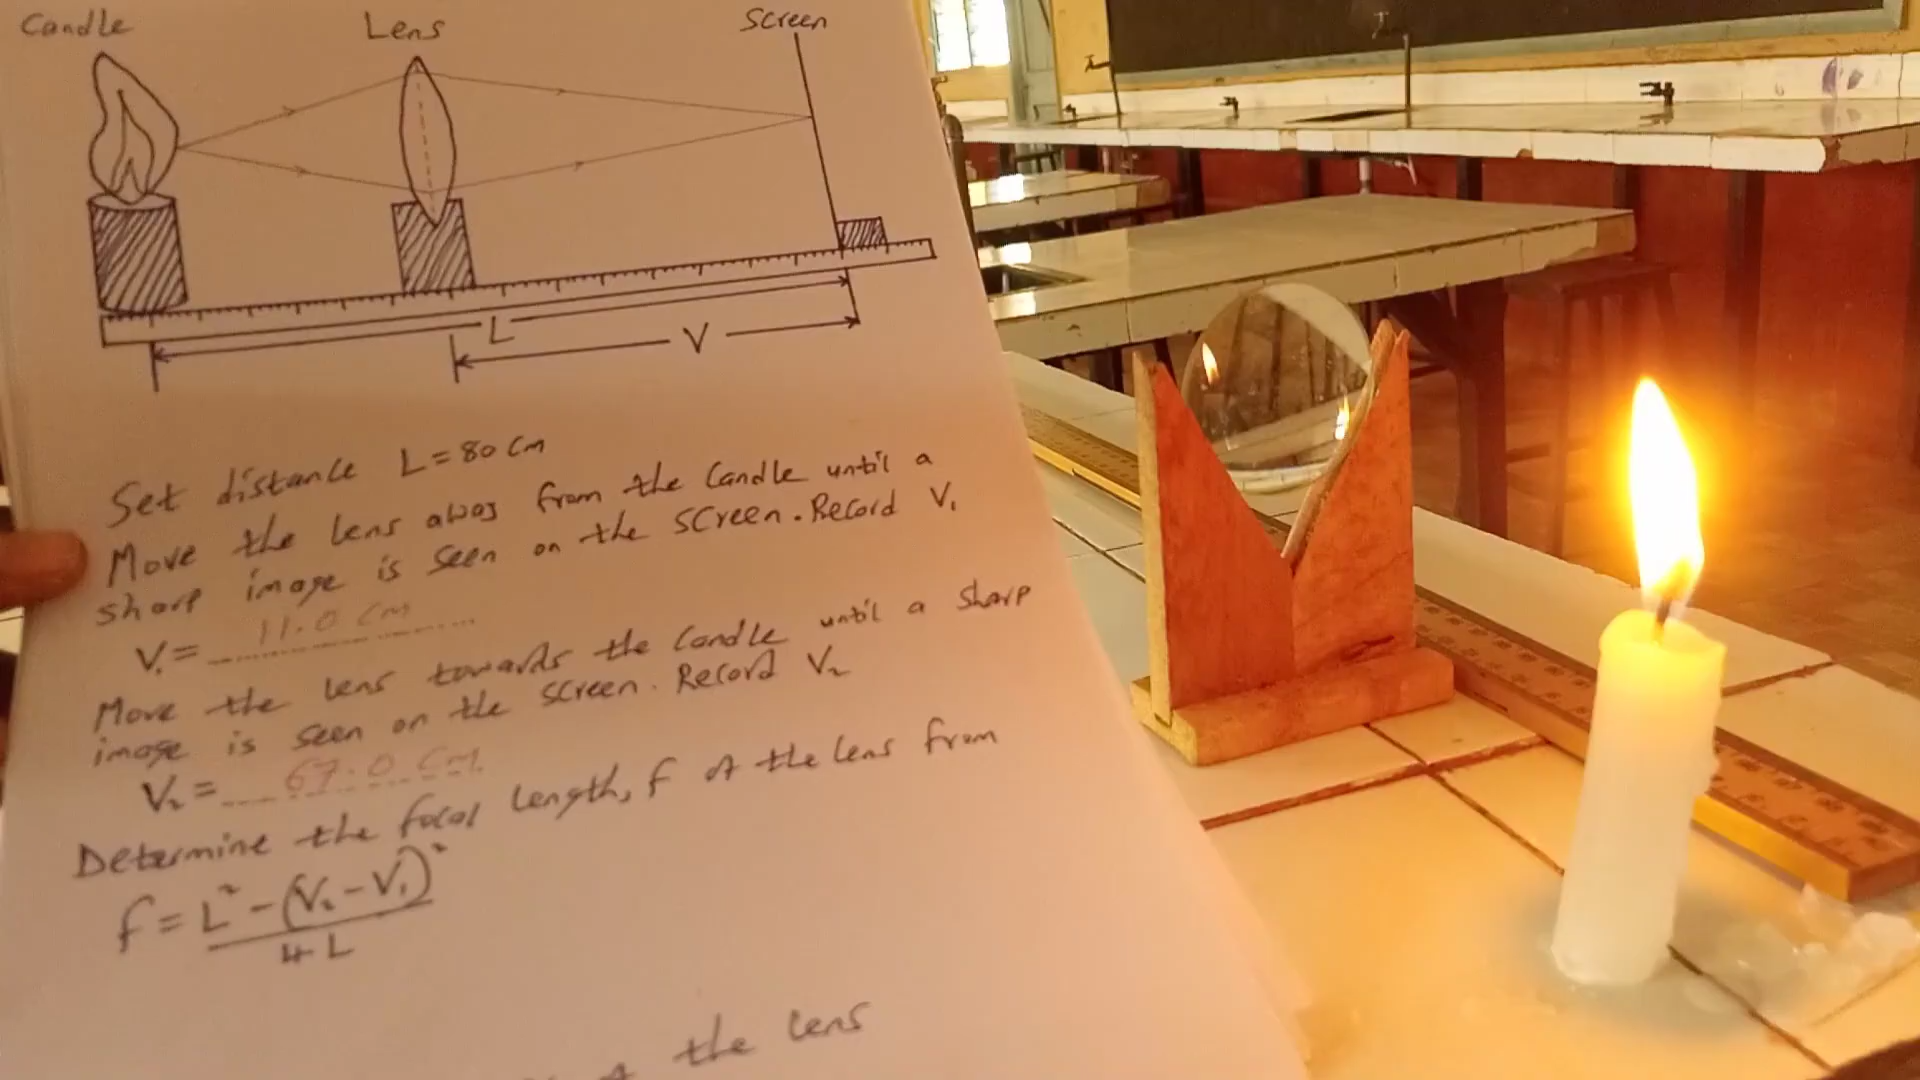 Candle Lens Screen
L
V
Set distance L = 80 cm
Move the lens away from the Candle until a
sharp image is seen on the screen. Record V₁
V₁ = 11.0 cm
Move the lens towards the Candle until a sharp
image is seen on the screen. Record V₂
V₂ = 67.0 cm
Determine the focal length, f of the lens from
f = L² - (V₂ - V₁)²
4L
the lens